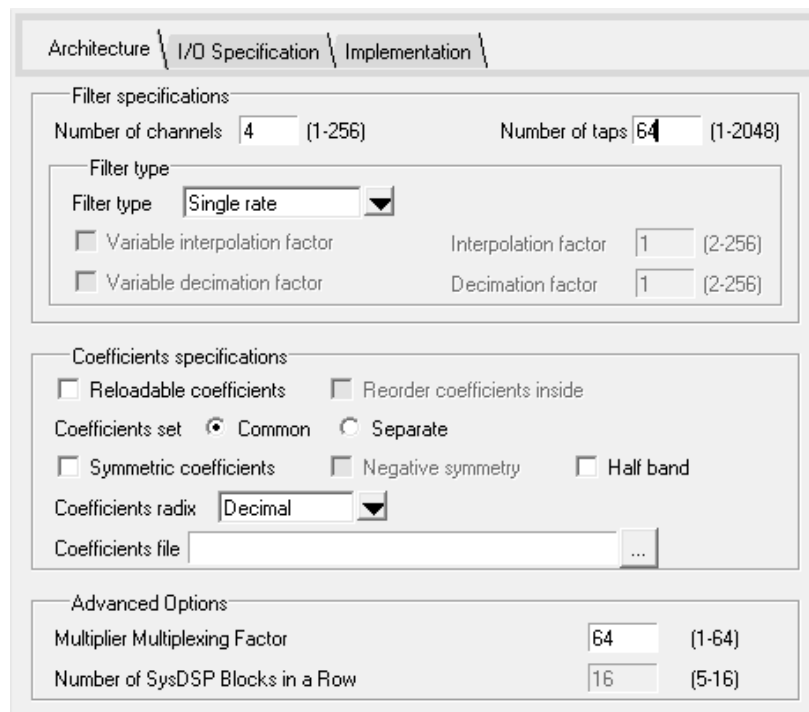 Architecture I/O Specification Implementation
Filter specifications
Number of channels 4 (1-256) Number of taps 64 (1-2048)
Filter type
Filter type Single rate
Variable interpolation factor Interpolation factor 1 (2-256)
Variable decimation factor Decimation factor 1 (2-256)
Coefficients specifications
Reloadable coefficients Reorder coefficients inside
Coefficients set Common Separate
Symmetric coefficients Negative symmetry Half band
Coefficients radix Decimal
Coefficients file ...
Advanced Options
Multiplier Multiplexing Factor 64 (1-64)
Number of SysDSP Blocks in a Row 16 (5-16)